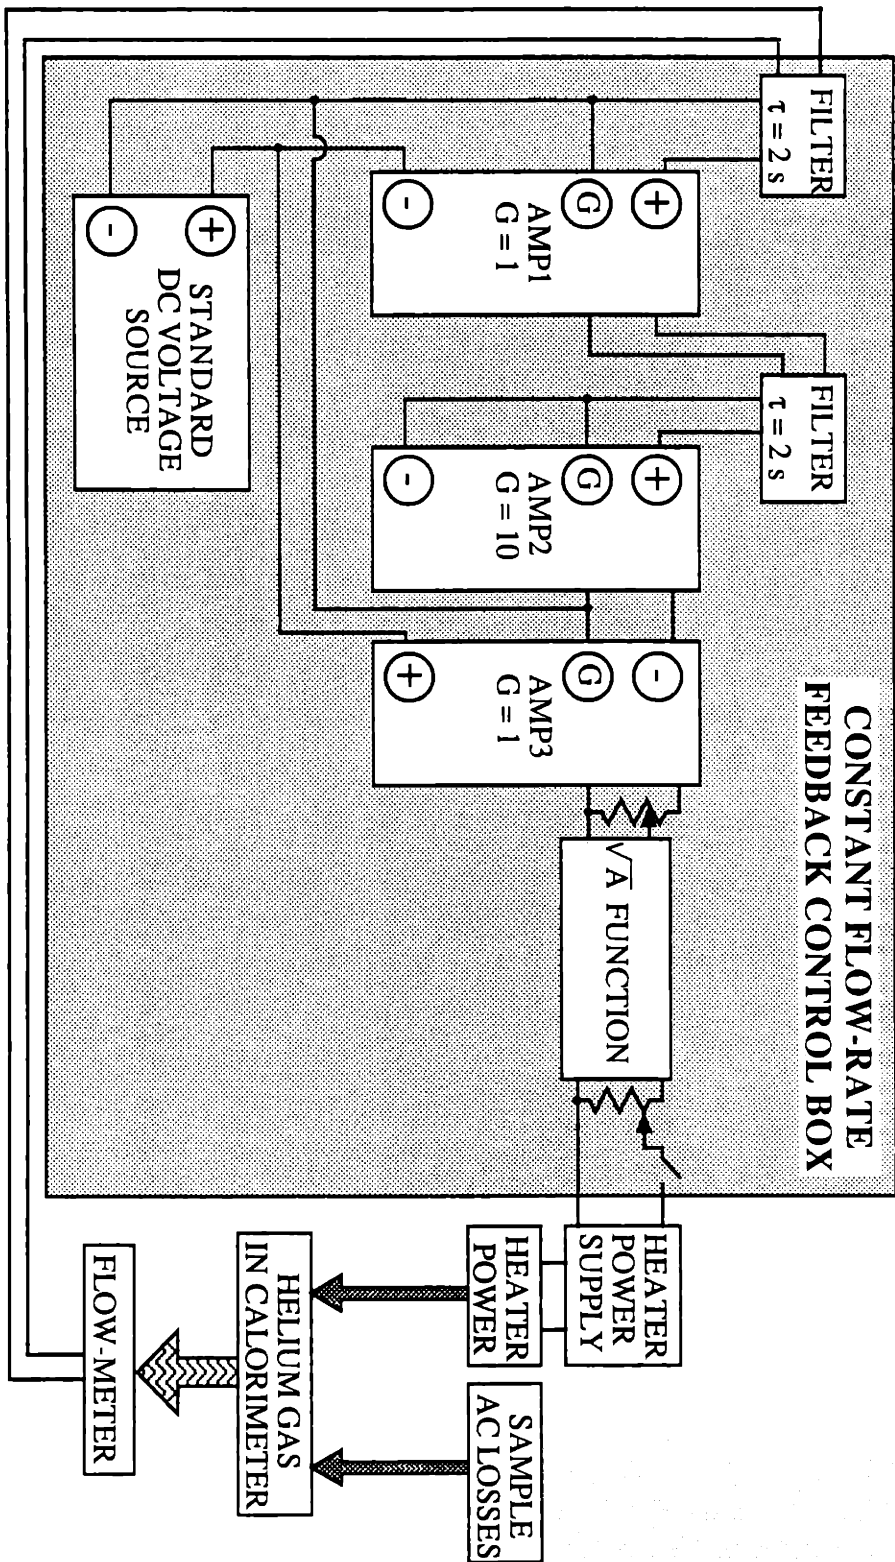 CONSTANT FLOW-RATE
FEEDBACK CONTROL BOX
FILTER
τ = 2 s
FILTER
τ = 2 s
+
G
-
AMP1
G = 1
+
G
-
AMP2
G = 10
-
G
+
AMP3
G = 1
√A FUNCTION
+
-
STANDARD
DC VOLTAGE
SOURCE
HEATER
POWER
SUPPLY
HEATER
POWER
SAMPLE
AC LOSSES
HELIUM GAS
IN CALORIMETER
FLOW-METER